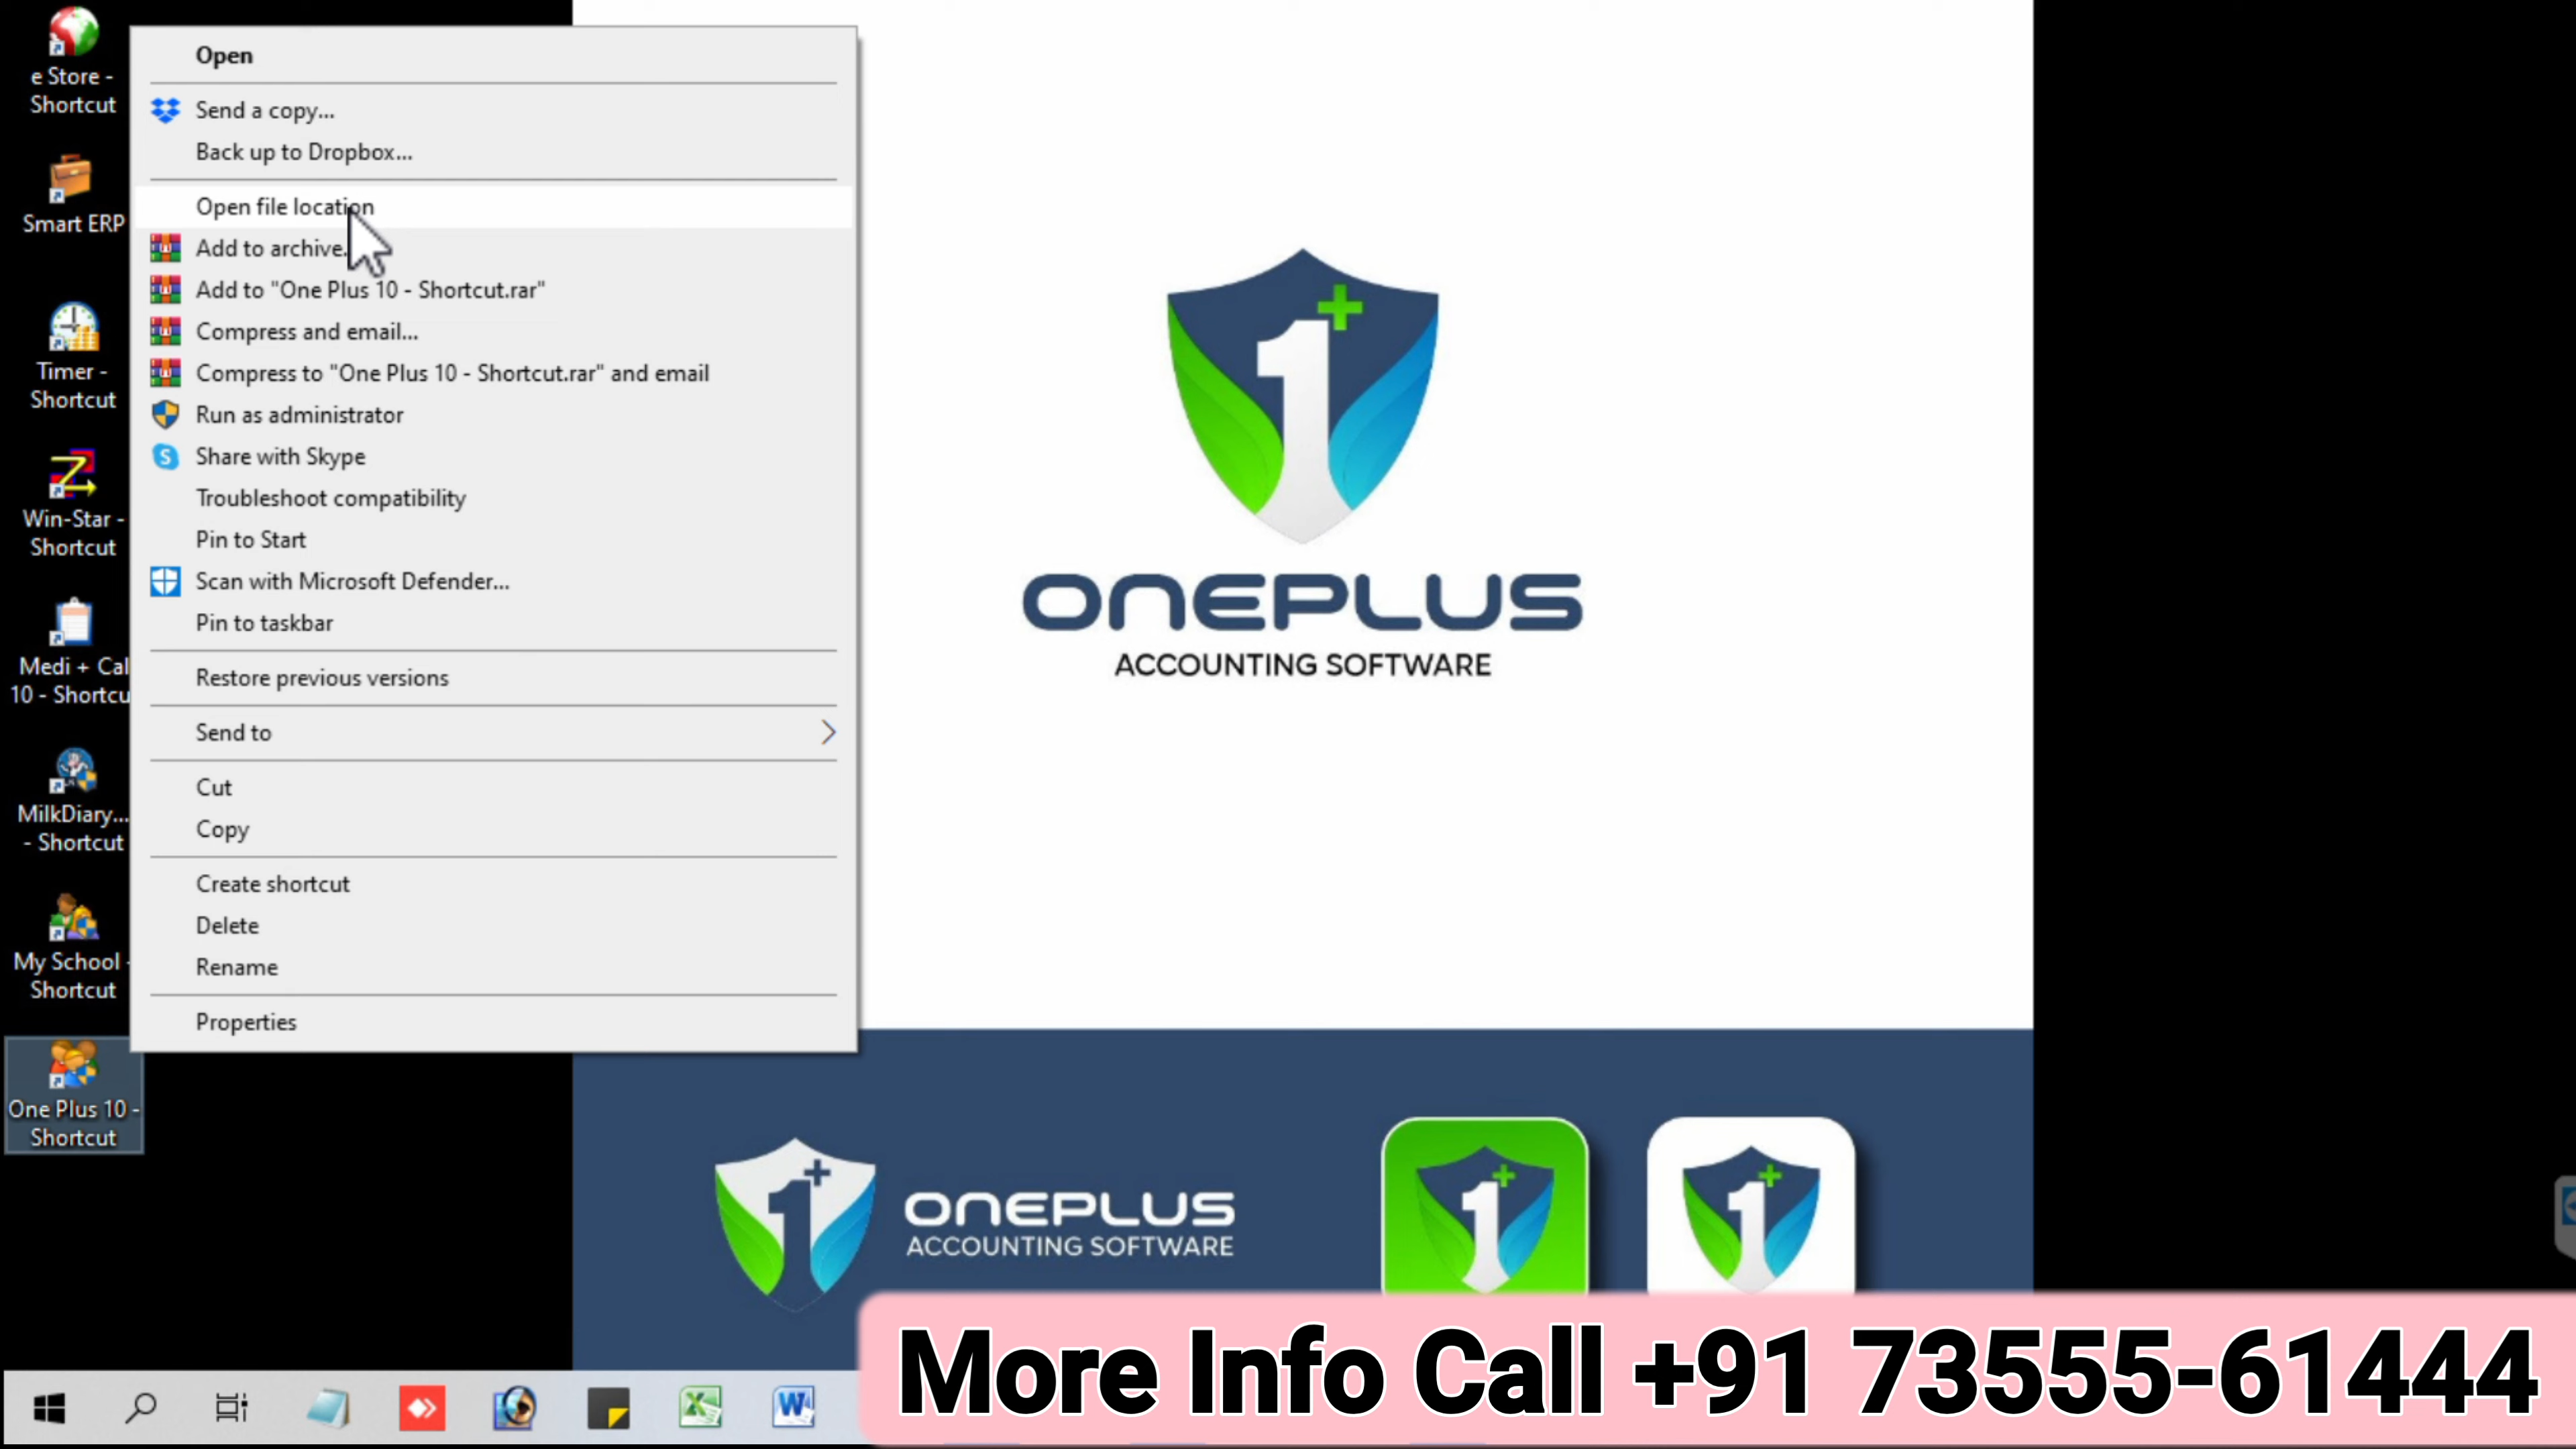 e Store -
Shortcut
Smart ERP
Timer -
Shortcut
Win-Star -
Shortcut
Medi + Cal
10 - Shortcu
MilkDiary...
- Shortcut
My School -
Shortcut
One Plus 10 -
Shortcut
Open
Send a copy...
Back up to Dropbox...
Open file location
Add to archive.
Add to "One Plus 10 - Shortcut.rar"
Compress and email...
Compress to "One Plus 10 - Shortcut.rar" and email
Run as administrator
Share with Skype
Troubleshoot compatibility
Pin to Start
Scan with Microsoft Defender...
Pin to taskbar
Restore previous versions
Send to
Cut
Copy
Create shortcut
Delete
Rename
Properties
1+
ONEPLUS
ACCOUNTING SOFTWARE
1+
ONEPLUS
ACCOUNTING SOFTWARE
1+
1+
More Info Call +91 73555-61444